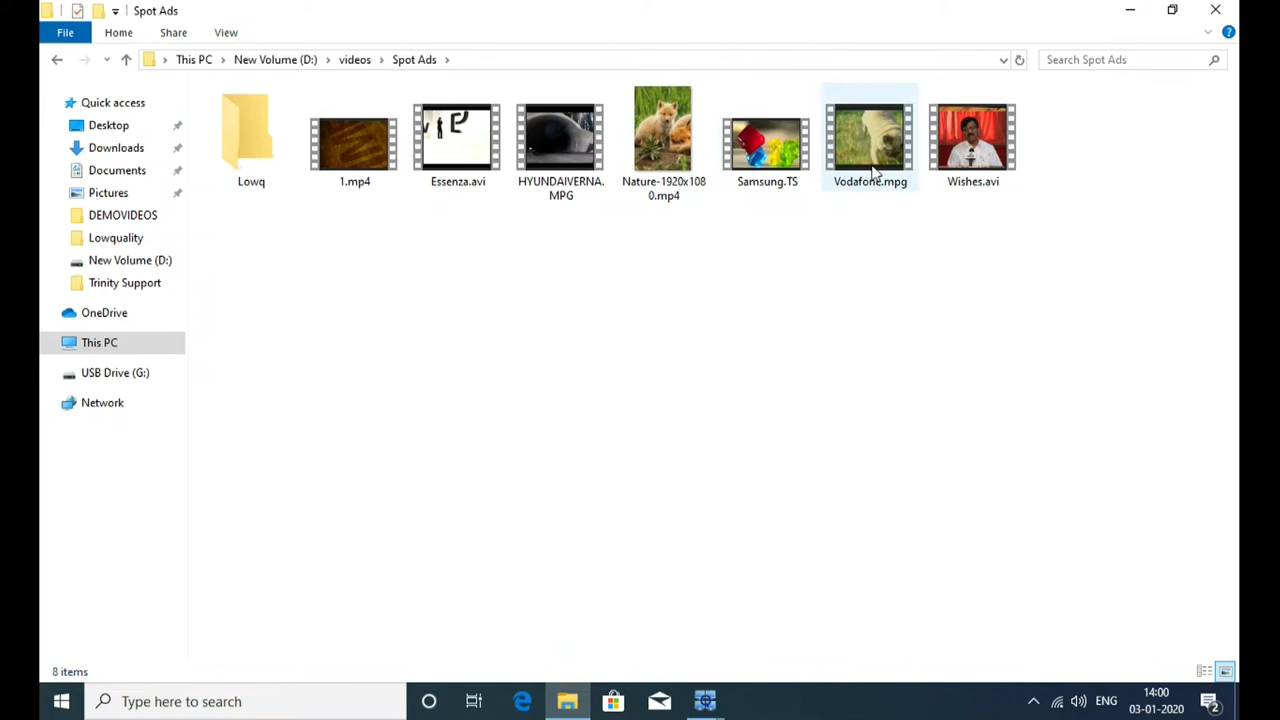 Spot Ads
File Home Share View
This PC New Volume (D:) videos Spot Ads
Search Spot Ads
Quick access
Desktop
Downloads
Documents
Pictures
DEMOVIDEOS
Lowquality
New Volume (D:)
Trinity Support
OneDrive
This PC
USB Drive (G:)
Network
Lowq
1.mp4
Essenza.avi
HYUNDAIVERNA.
MPG
Nature-1920x108
0.mp4
Samsung.TS
Vodafone.mpg
Wishes.avi
8 items
Type here to search
ENG
14:00
03-01-2020
2